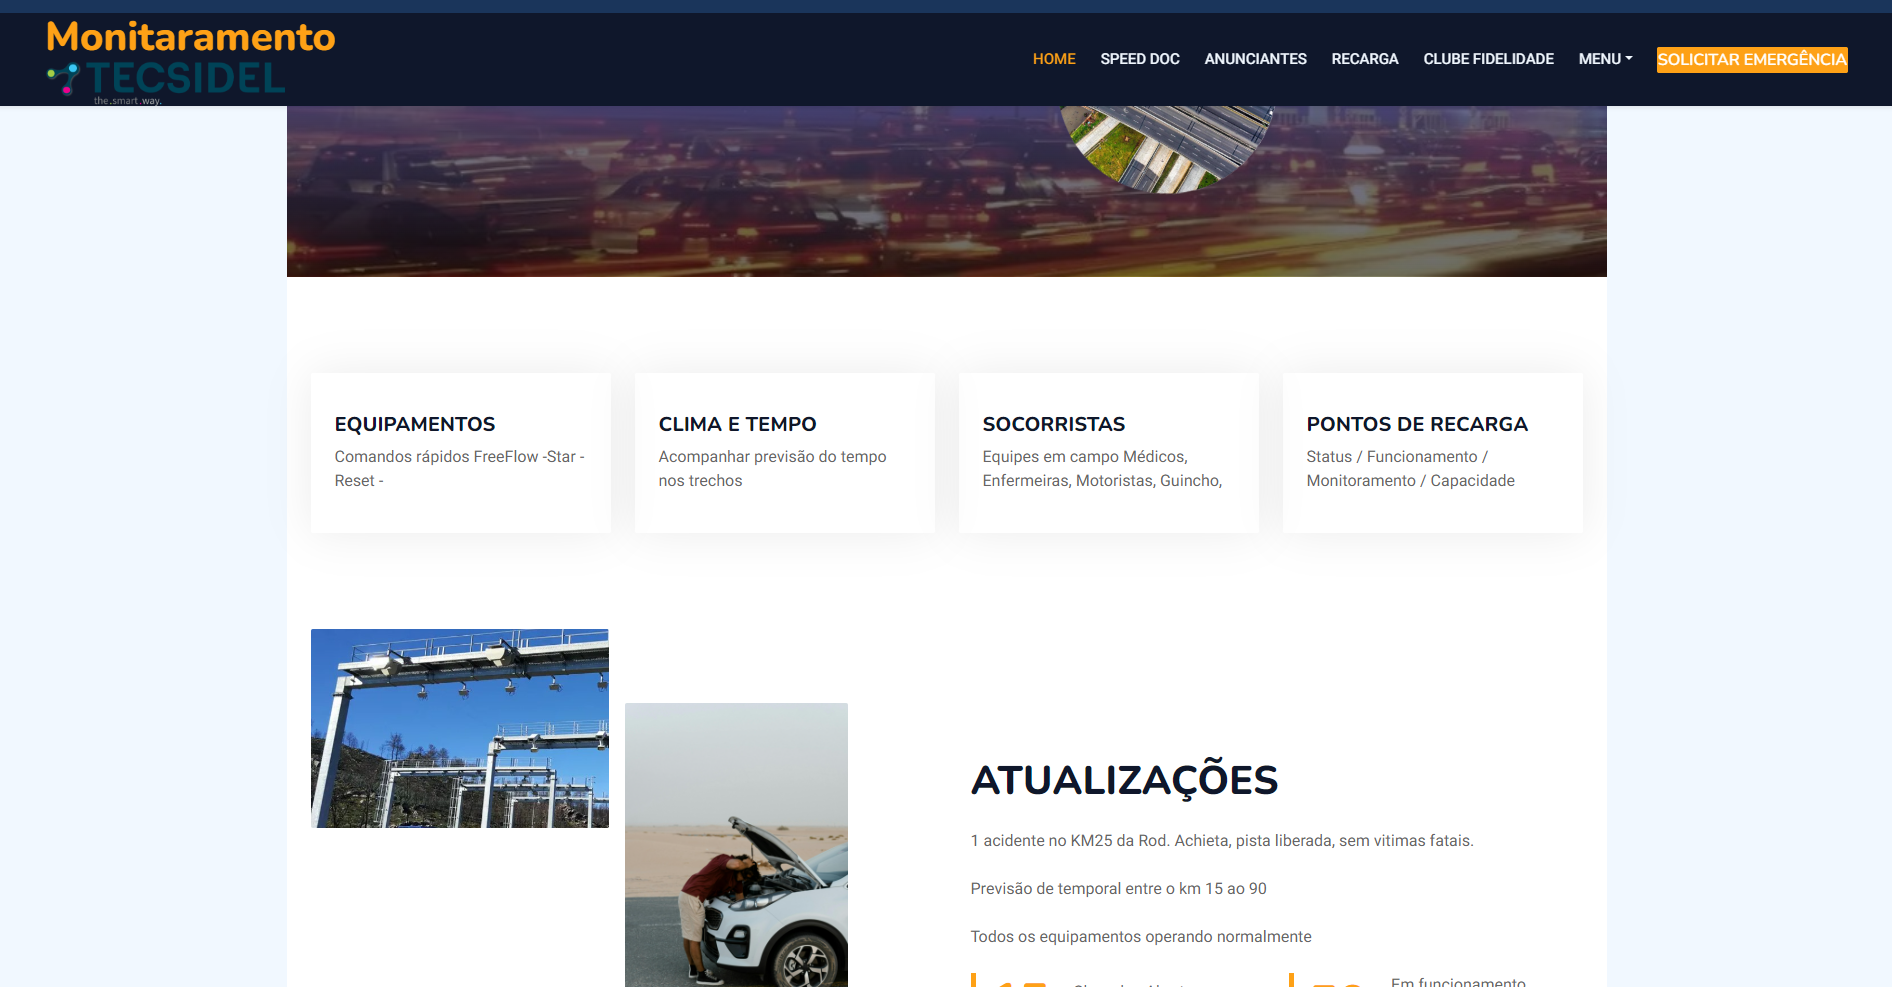 Monitaramento
TECSIDEL
the.smart.way.
HOME SPEED DOC ANUNCIANTES RECARGA CLUBE FIDELIDADE MENU SOLICITAR EMERGÊNCIA
EQUIPAMENTOS
Comandos rápidos FreeFlow -Star -
Reset -
CLIMA E TEMPO
Acompanhar previsão do tempo
nos trechos
SOCORRISTAS
Equipes em campo Médicos,
Enfermeiras, Motoristas, Guincho,
PONTOS DE RECARGA
Status / Funcionamento /
Monitoramento / Capacidade
ATUALIZAÇÕES
1 acidente no KM25 da Rod. Achieta, pista liberada, sem vitimas fatais.
Previsão de temporal entre o km 15 ao 90
Todos os equipamentos operando normalmente
Em funcionamento